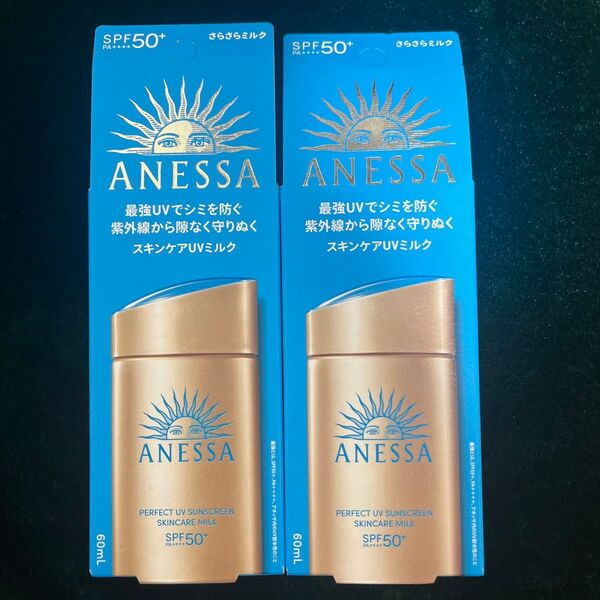 SPF50+
PA++++
さらさらミルク
ANESSA
最強UVでシミを防ぐ
紫外線から隙なく守りぬく
スキンケアUVミルク
ANESSA
PERFECT UV SUNSCREEN
SKINCARE MILK
SPF50+
PA++++
60mL
SPF50+
PA++++
さらさらミルク
ANESSA
最強UVでシミを防ぐ
紫外線から隙なく守りぬく
スキンケアUVミルク
ANESSA
PERFECT UV SUNSCREEN
SKINCARE MILK
SPF50+
PA++++
60mL